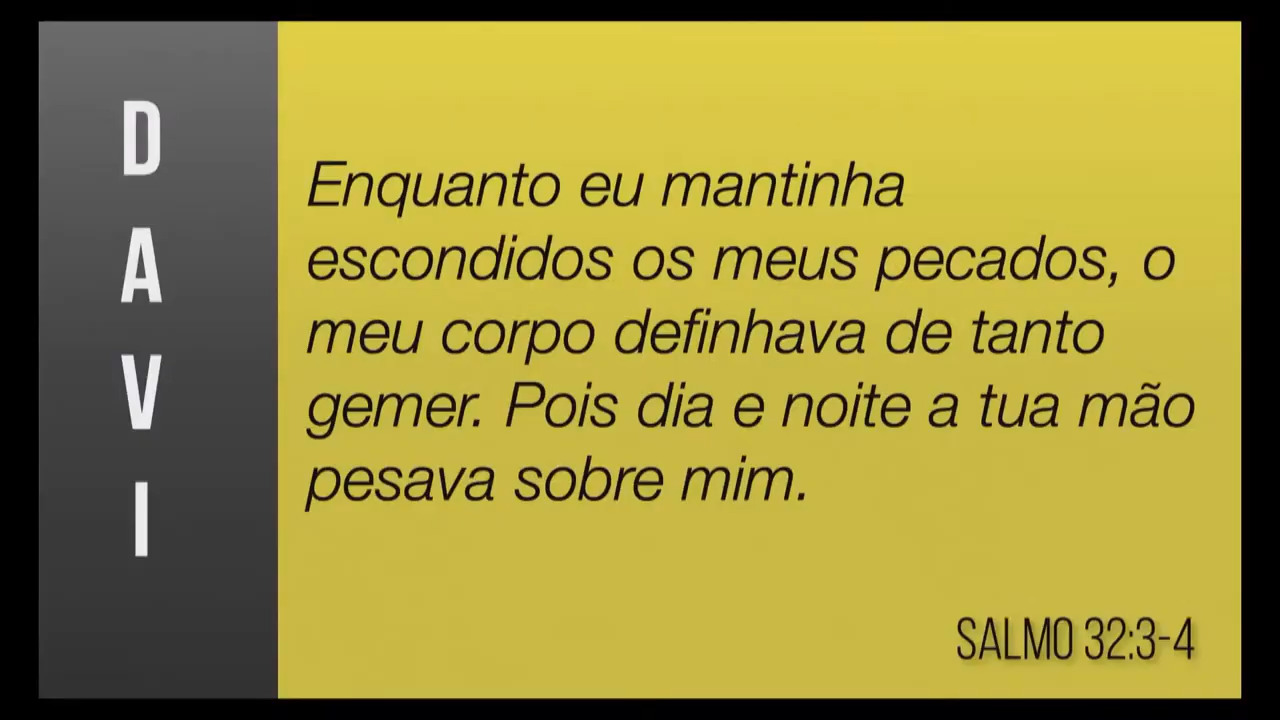 DAVI
Enquanto eu mantinha
escondidos os meus pecados, o
meu corpo definhava de tanto
gemer. Pois dia e noite a tua mão
pesava sobre mim.
SALMO 32:3-4